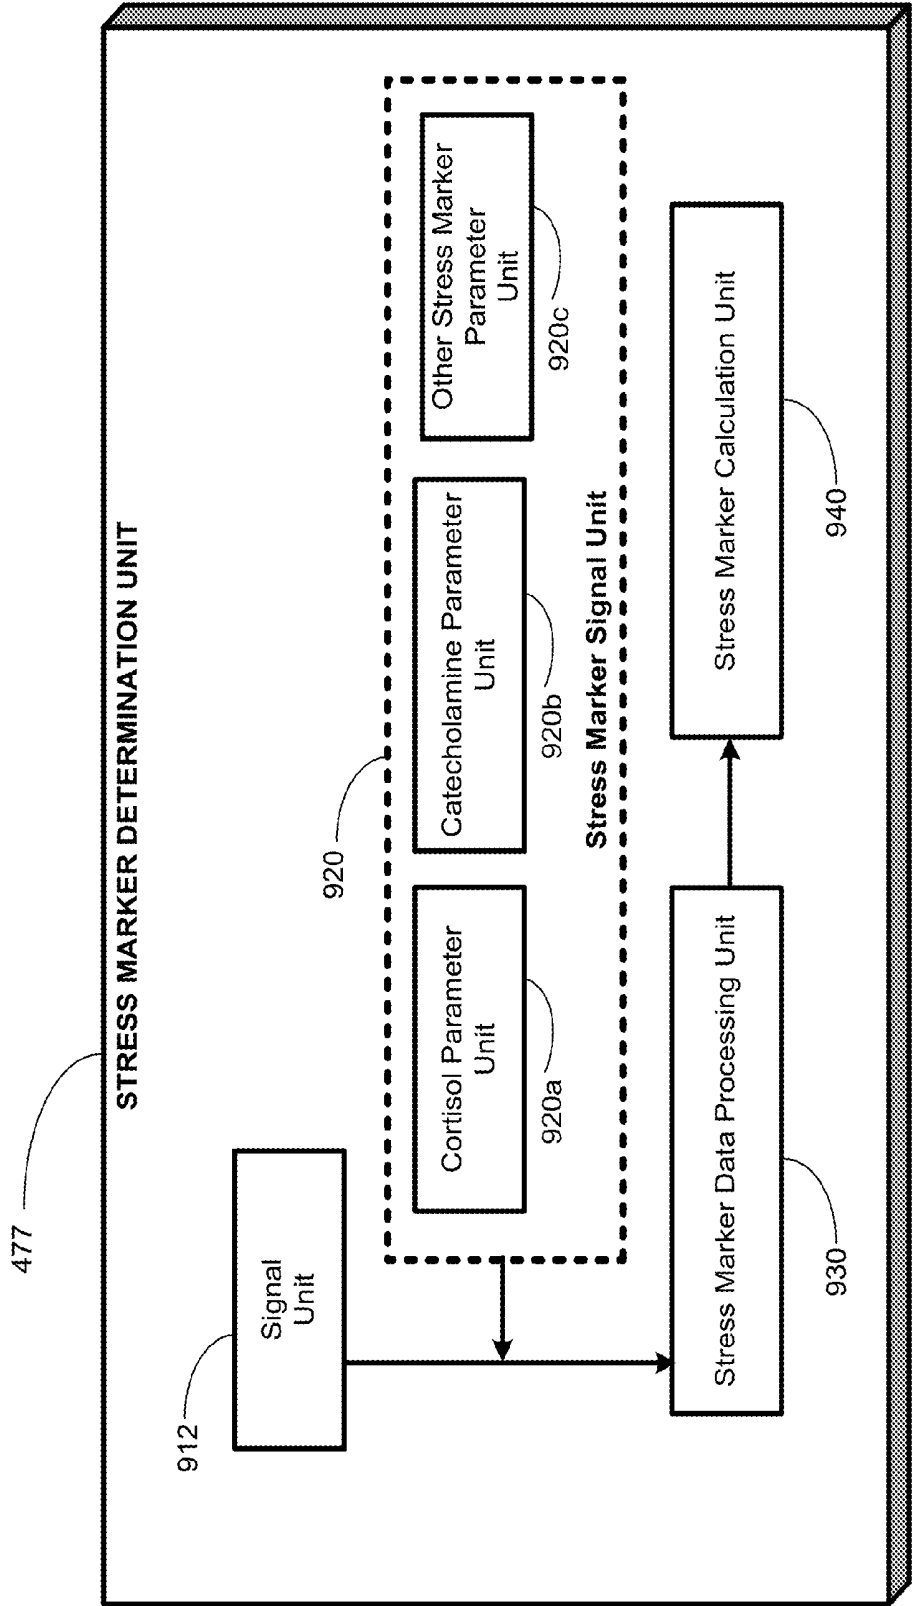 477
STRESS MARKER DETERMINATION UNIT
912
Signal
Unit
920
Cortisol Parameter
Unit
920a
Catecholamine Parameter
Unit
920b
Other Stress Marker
Parameter
Unit
920c
Stress Marker Signal Unit
Stress Marker Data Processing Unit
930
Stress Marker Calculation Unit
940